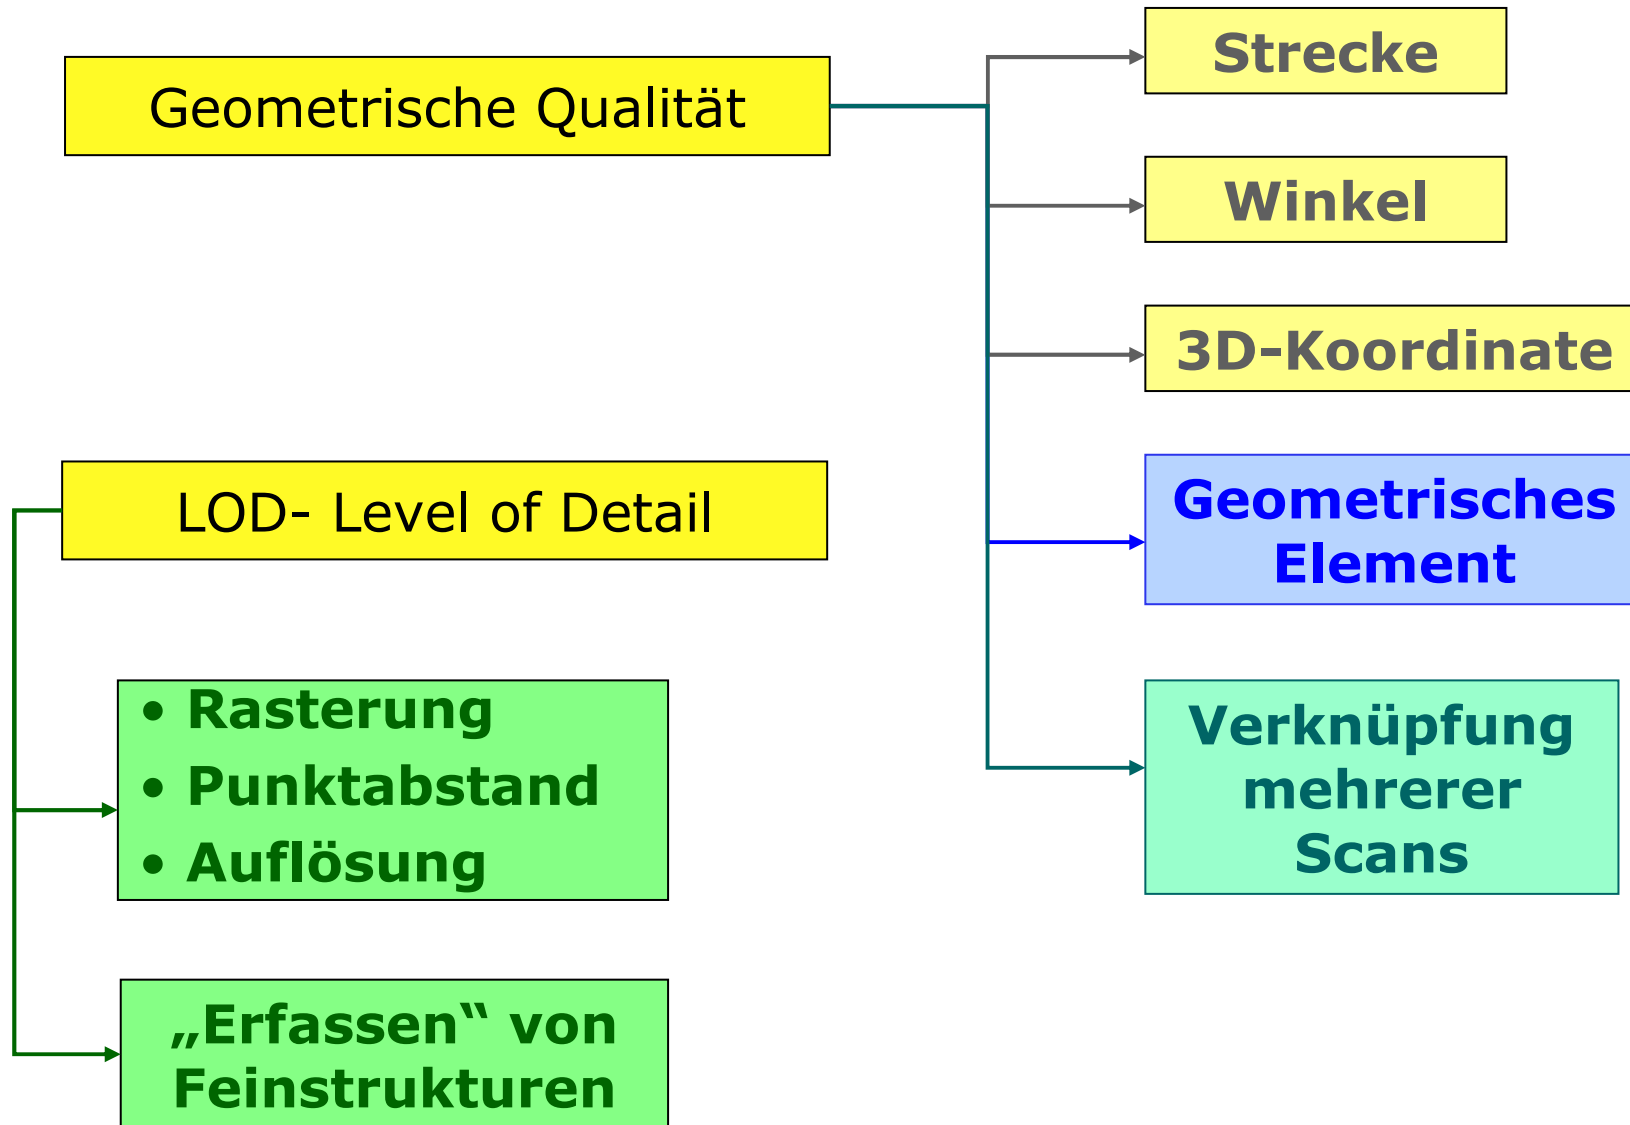 Geometrische Qualität
Strecke
Winkel
3D-Koordinate
Geometrisches
Element
Verknüpfung
mehrerer
Scans
LOD- Level of Detail
• Rasterung
• Punktabstand
• Auflösung
„Erfassen“ von
Feinstrukturen